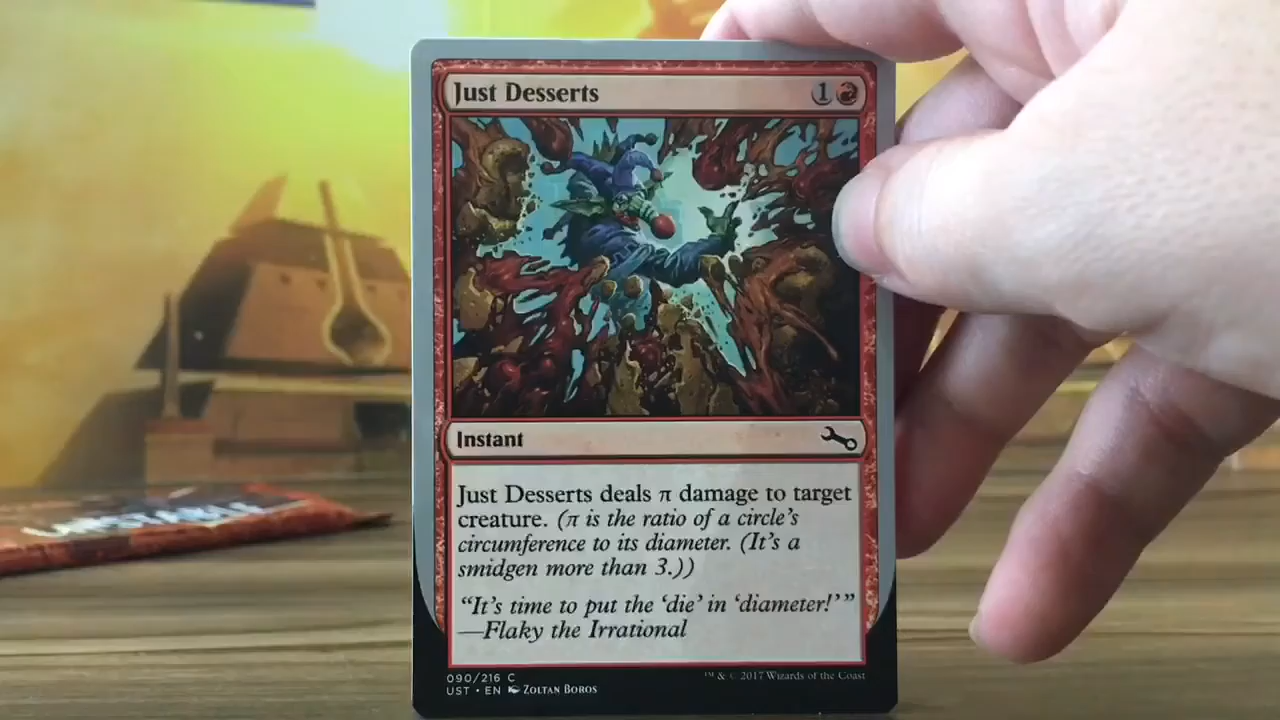 Just Desserts 1
Instant
Just Desserts deals π damage to target
creature. (π is the ratio of a circle's
circumference to its diameter. (It's a
smidgen more than 3.))
"It's time to put the 'die' in 'diameter!'"
—Flaky the Irrational
090/216 C
™ & © 2017 Wizards of the Coast
UST • EN ZOLTAN BOROS
UNSTABLE